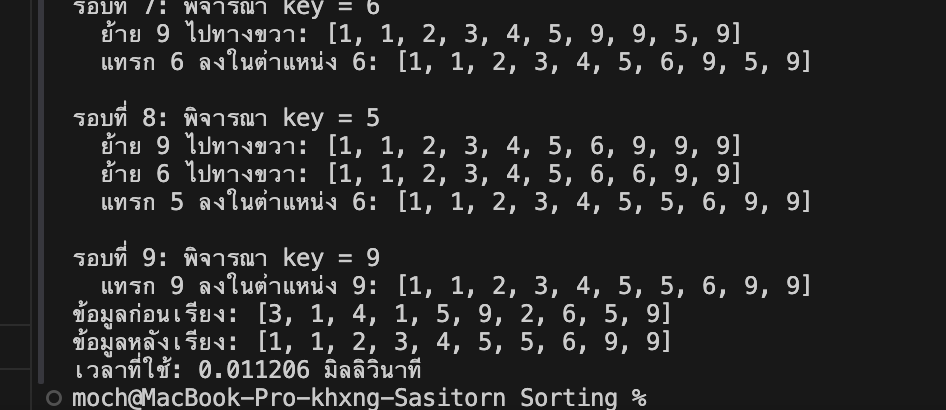 รอบที่ 7: พิจารณา key = 6
ย้าย 9 ไปทางขวา: [1, 1, 2, 3, 4, 5, 9, 9, 5, 9]
แทรก 6 ลงในตำแหน่ง 6: [1, 1, 2, 3, 4, 5, 6, 9, 5, 9]
รอบที่ 8: พิจารณา key = 5
ย้าย 9 ไปทางขวา: [1, 1, 2, 3, 4, 5, 6, 9, 9, 9]
ย้าย 6 ไปทางขวา: [1, 1, 2, 3, 4, 5, 6, 6, 9, 9]
แทรก 5 ลงในตำแหน่ง 6: [1, 1, 2, 3, 4, 5, 5, 6, 9, 9]
รอบที่ 9: พิจารณา key = 9
แทรก 9 ลงในตำแหน่ง 9: [1, 1, 2, 3, 4, 5, 5, 6, 9, 9]
ข้อมูลก่อนเรียง: [3, 1, 4, 1, 5, 9, 2, 6, 5, 9]
ข้อมูลหลังเรียง: [1, 1, 2, 3, 4, 5, 5, 6, 9, 9]
เวลาที่ใช้: 0.011206 มิลลิวินาที
moch@MacBook-Pro-khxng-Sasitorn Sorting %